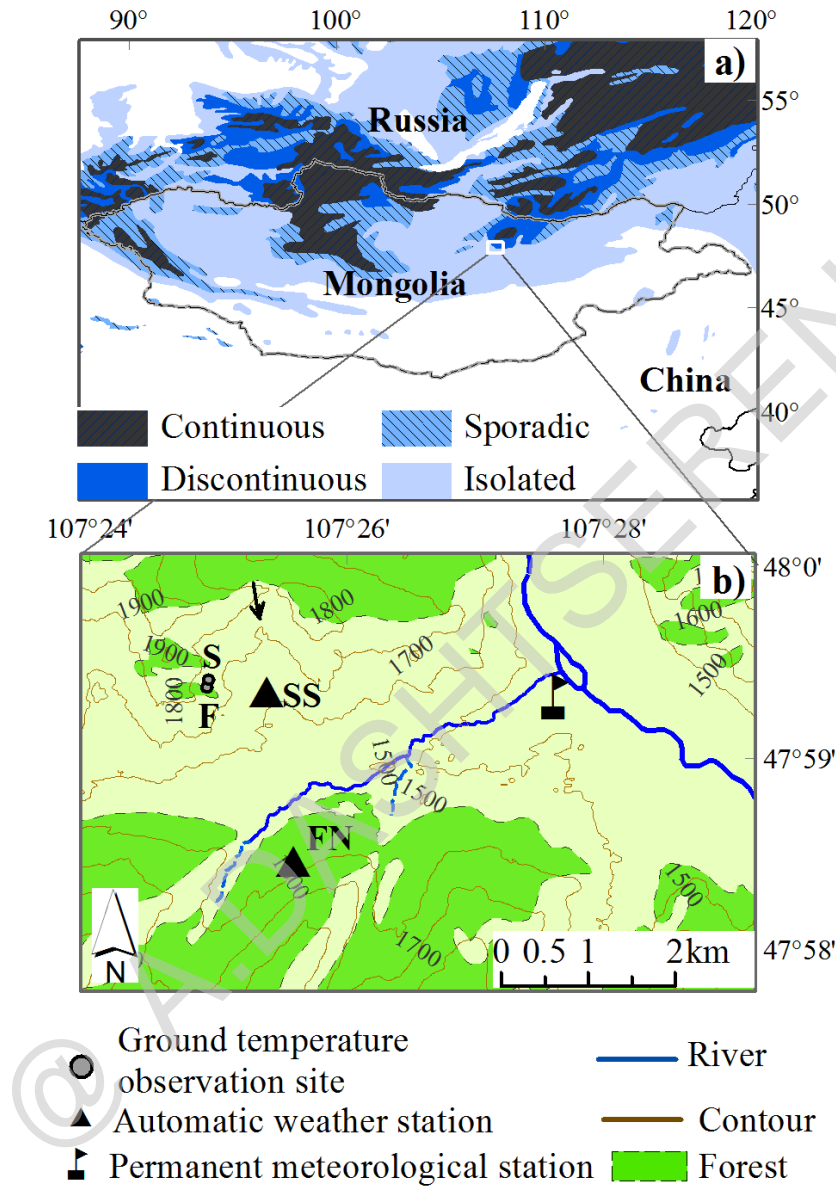 90° 100° 110° 120°
a)
Russia
55°
50°
Mongolia
45°
China
40°
Continuous Sporadic
Discontinuous Isolated
107°24' 107°26' 107°28'
b)
48°0'
1900 1800
1600
1900
1700
1500
S
1800
SS
F
47°59'
1500
1500
FN
1700
1500
1700
0 0.5 1 2km
47°58'
N
Ground temperature
observation site
River
Automatic weather station
Contour
Permanent meteorological station
Forest
@ A.DASHTSEREN